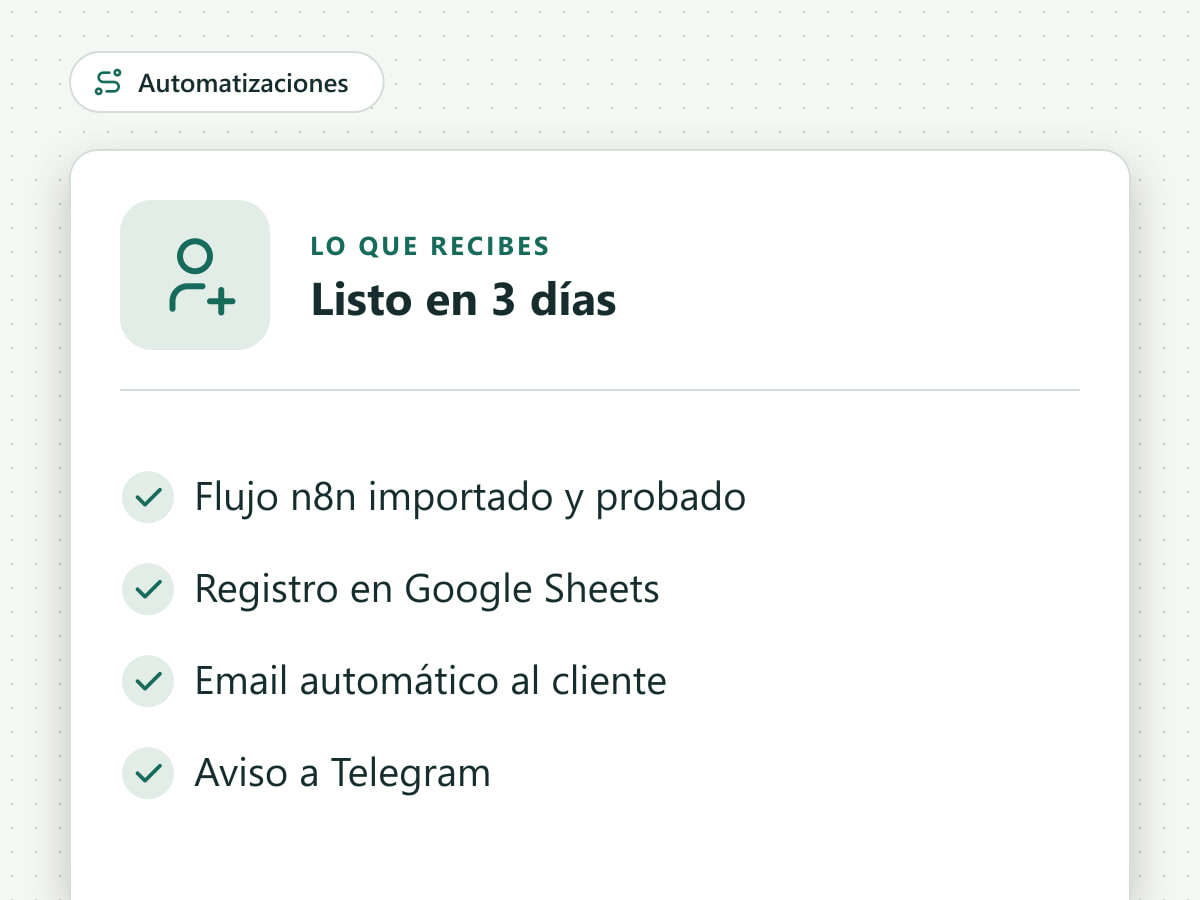 Automatizaciones
LO QUE RECIBES
Listo en 3 días
Flujo n8n importado y probado
Registro en Google Sheets
Email automático al cliente
Aviso a Telegram